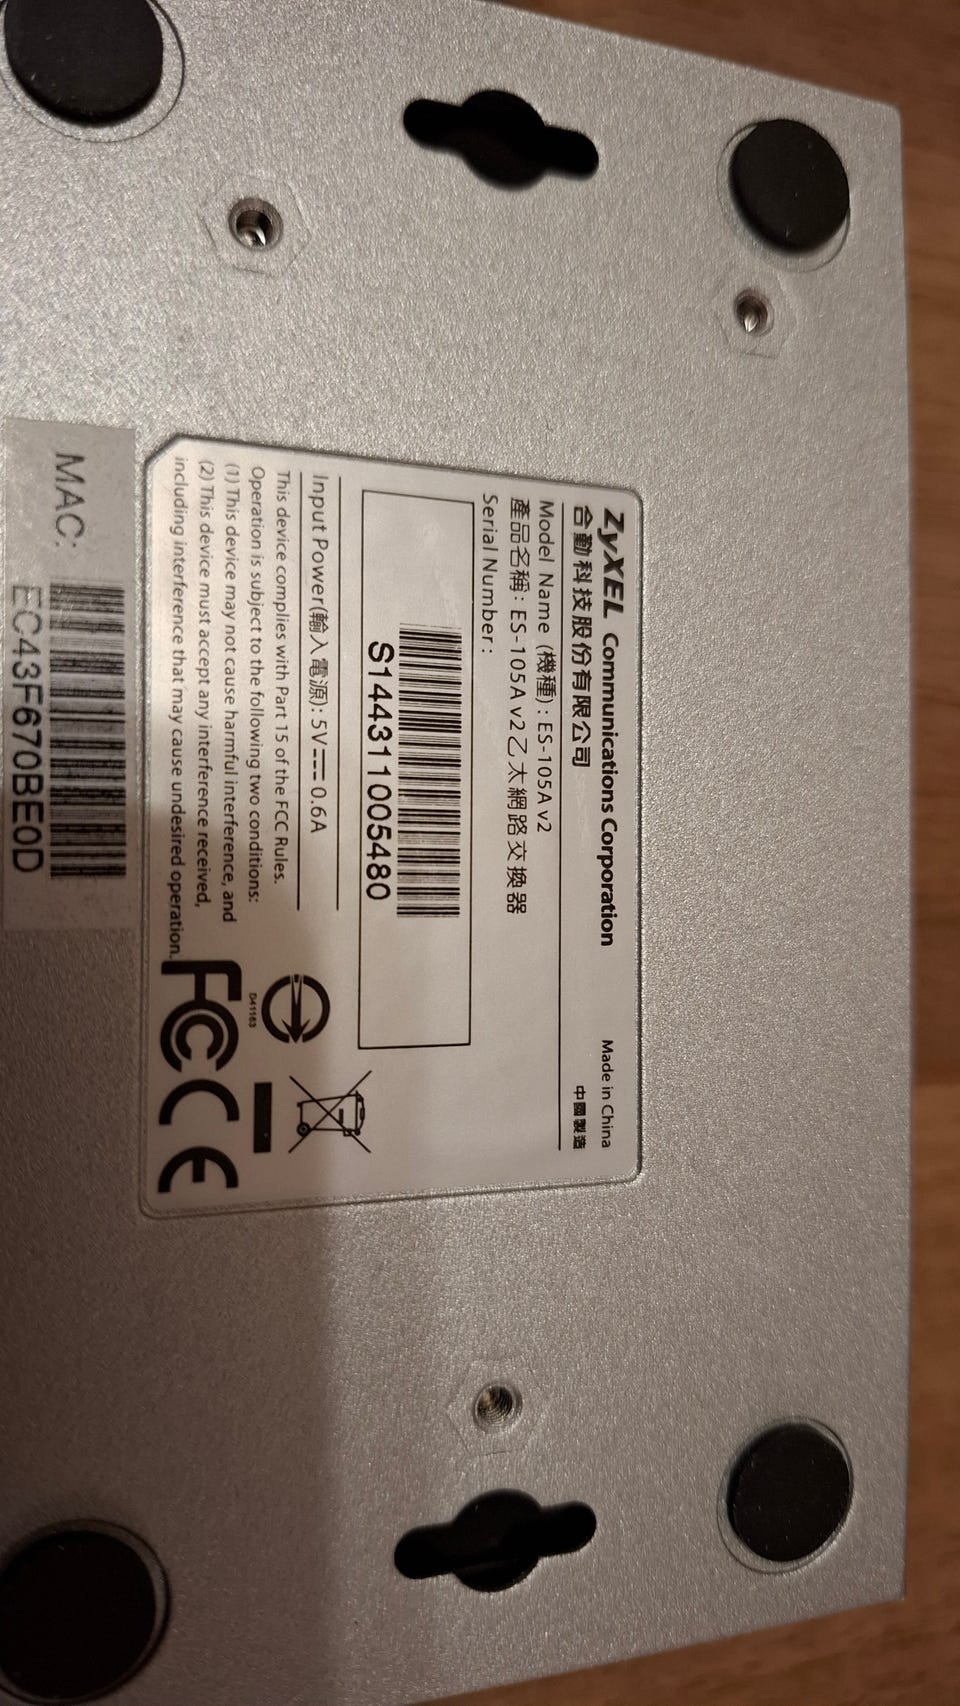 ZyXEL Communications Corporation
Made in China
合勤科技股份有限公司
中國製造
Model Name (機種): ES-105A v2
產品名稱: ES-105A v2乙太網路交換器
Serial Number:
S144311005480
Input Power(輸入電源): 5V⎓0.6A
This device complies with Part 15 of the FCC Rules.
Operation is subject to the following two conditions:
(1) This device may not cause harmful interference, and
(2) This device must accept any interference received,
including interference that may cause undesired operation.
D41163
FC CE
MAC:
EC43F670BE0D